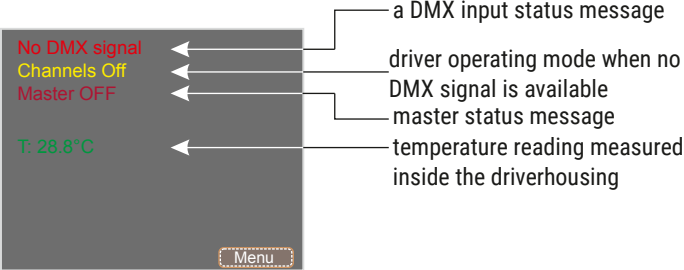 a DMX input status message
No DMX signal
Channels Off
driver operating mode when no
DMX signal is available
Master OFF
master status message
T: 28.8°C
temperature reading measured
inside the driverhousing
Menu